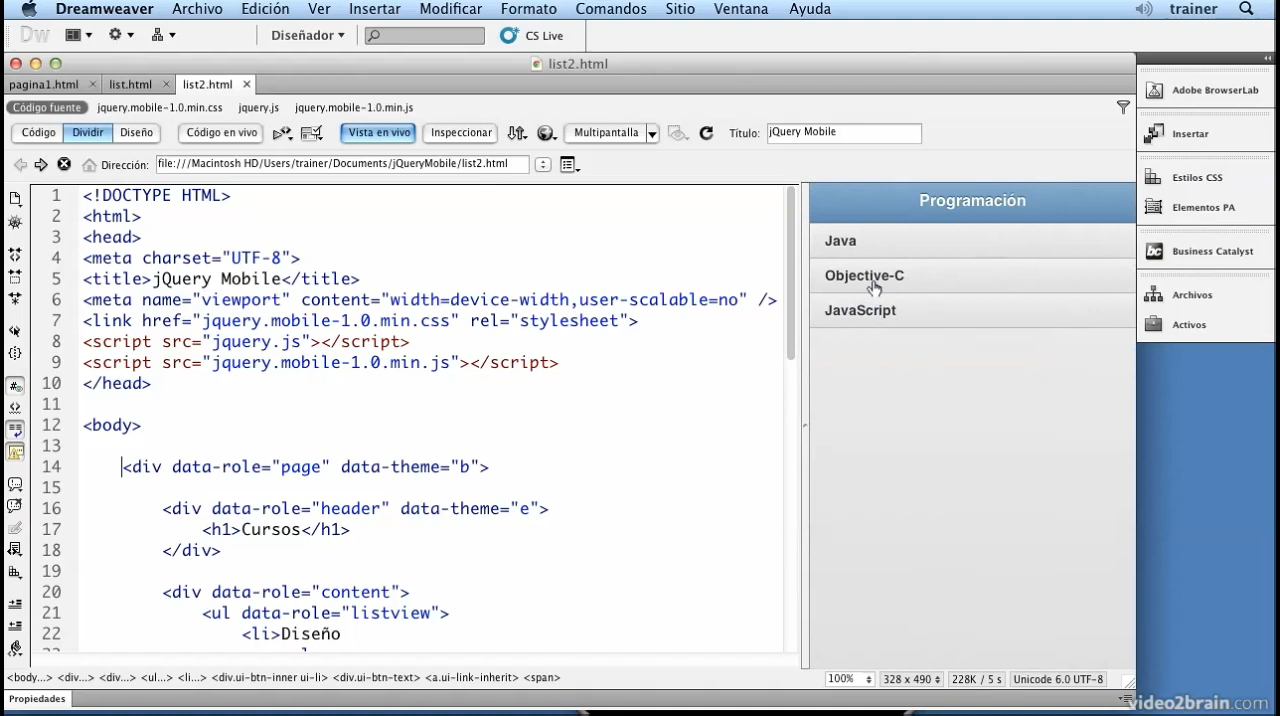 Dreamweaver Archivo Edición Ver Insertar Modificar Formato Comandos Sitio Ventana Ayuda trainer
Dw Diseñador CS Live
list2.html
pagina1.html list.html list2.html
Código fuente jquery.mobile-1.0.min.css jquery.js jquery.mobile-1.0.min.js
Código Dividir Diseño Código en vivo Vista en vivo Inspeccionar Multipantalla Título: jQuery Mobile
Dirección: file:///Macintosh HD/Users/trainer/Documents/jQueryMobile/list2.html
1 <!DOCTYPE HTML>
2 <html>
3 <head>
4 <meta charset="UTF-8">
5 <title>jQuery Mobile</title>
6 <meta name="viewport" content="width=device-width,user-scalable=no" />
7 <link href="jquery.mobile-1.0.min.css" rel="stylesheet">
8 <script src="jquery.js"></script>
9 <script src="jquery.mobile-1.0.min.js"></script>
10 </head>
11
12 <body>
13
14 <div data-role="page" data-theme="b">
15
16 <div data-role="header" data-theme="e">
17 <h1>Cursos</h1>
18 </div>
19
20 <div data-role="content">
21 <ul data-role="listview">
22 <li>Diseño
Programación
Java
Objective-C
JavaScript
Adobe BrowserLab
Insertar
Estilos CSS
Elementos PA
bc Business Catalyst
Archivos
Activos
<body...> <div...> <div...> <ul...> <li...> <div.ui-btn-inner ui-li> <div.ui-btn-text> <a.ui-link-inherit> <span> 100% 328 x 490 228K / 5 s Unicode 6.0 UTF-8
Propiedades
video2brain.com